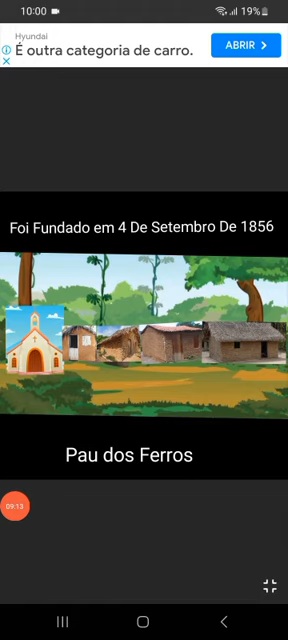 10:00
19%
Hyundai
É outra categoria de carro.
ABRIR
Foi Fundado em 4 De Setembro De 1856
Pau dos Ferros
09:13